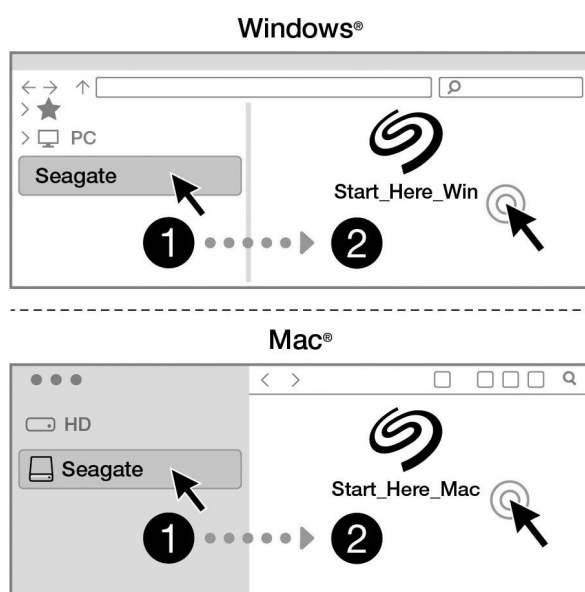 Windows®
PC
Seagate
Start_Here_Win
1
2
Mac®
HD
Seagate
Start_Here_Mac
1
2